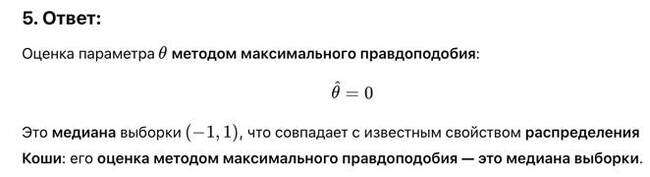 5. Ответ:
Оценка параметра θ методом максимального правдоподобия:
θ̂ = 0
Это медиана выборки (−1, 1), что совпадает с известным свойством распределения
Коши: его оценка методом максимального правдоподобия — это медиана выборки.